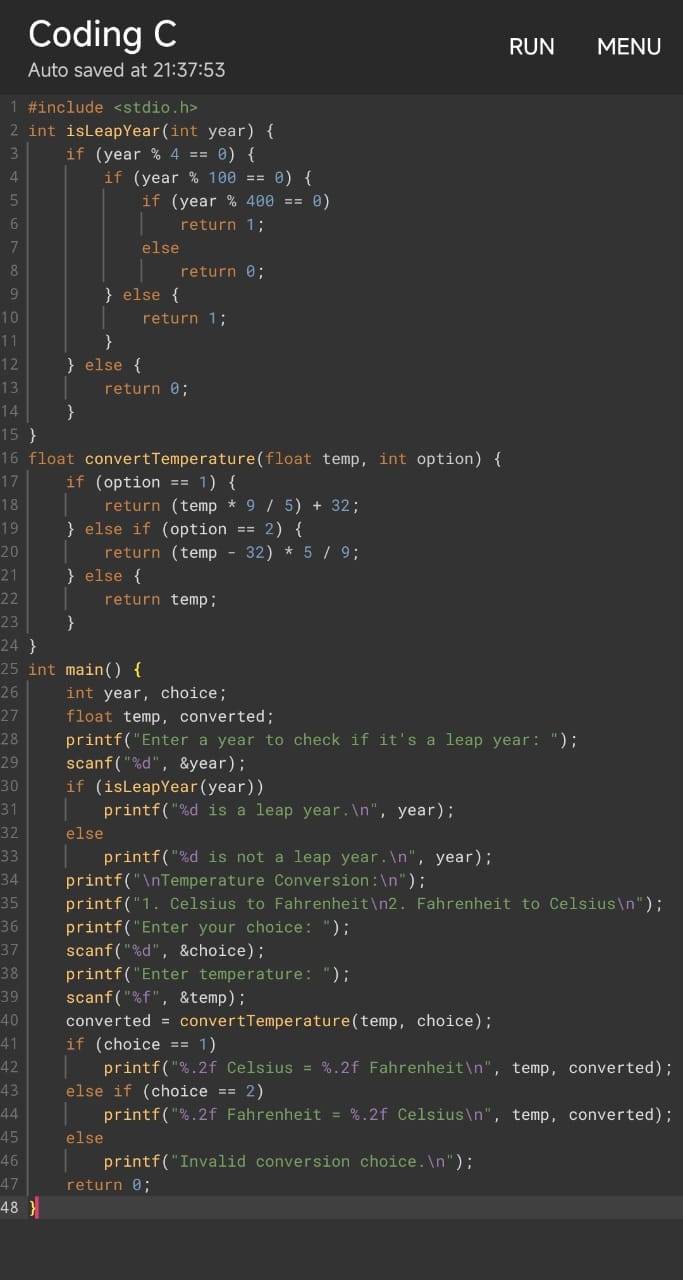 Coding C
RUN MENU
Auto saved at 21:37:53
1 #include <stdio.h>
2 int isLeapYear(int year) {
3     if (year % 4 == 0) {
4         if (year % 100 == 0) {
5             if (year % 400 == 0)
6                 return 1;
7             else
8                 return 0;
9         } else {
10             return 1;
11         }
12     } else {
13         return 0;
14     }
15 }
16 float convertTemperature(float temp, int option) {
17     if (option == 1) {
18         return (temp * 9 / 5) + 32;
19     } else if (option == 2) {
20         return (temp - 32) * 5 / 9;
21     } else {
22         return temp;
23     }
24 }
25 int main() {
26     int year, choice;
27     float temp, converted;
28     printf("Enter a year to check if it's a leap year: ");
29     scanf("%d", &year);
30     if (isLeapYear(year))
31         printf("%d is a leap year.\n", year);
32     else
33         printf("%d is not a leap year.\n", year);
34     printf("\nTemperature Conversion:\n");
35     printf("1. Celsius to Fahrenheit\n2. Fahrenheit to Celsius\n");
36     printf("Enter your choice: ");
37     scanf("%d", &choice);
38     printf("Enter temperature: ");
39     scanf("%f", &temp);
40     converted = convertTemperature(temp, choice);
41     if (choice == 1)
42         printf("%.2f Celsius = %.2f Fahrenheit\n", temp, converted);
43     else if (choice == 2)
44         printf("%.2f Fahrenheit = %.2f Celsius\n", temp, converted);
45     else
46         printf("Invalid conversion choice.\n");
47     return 0;
48 }